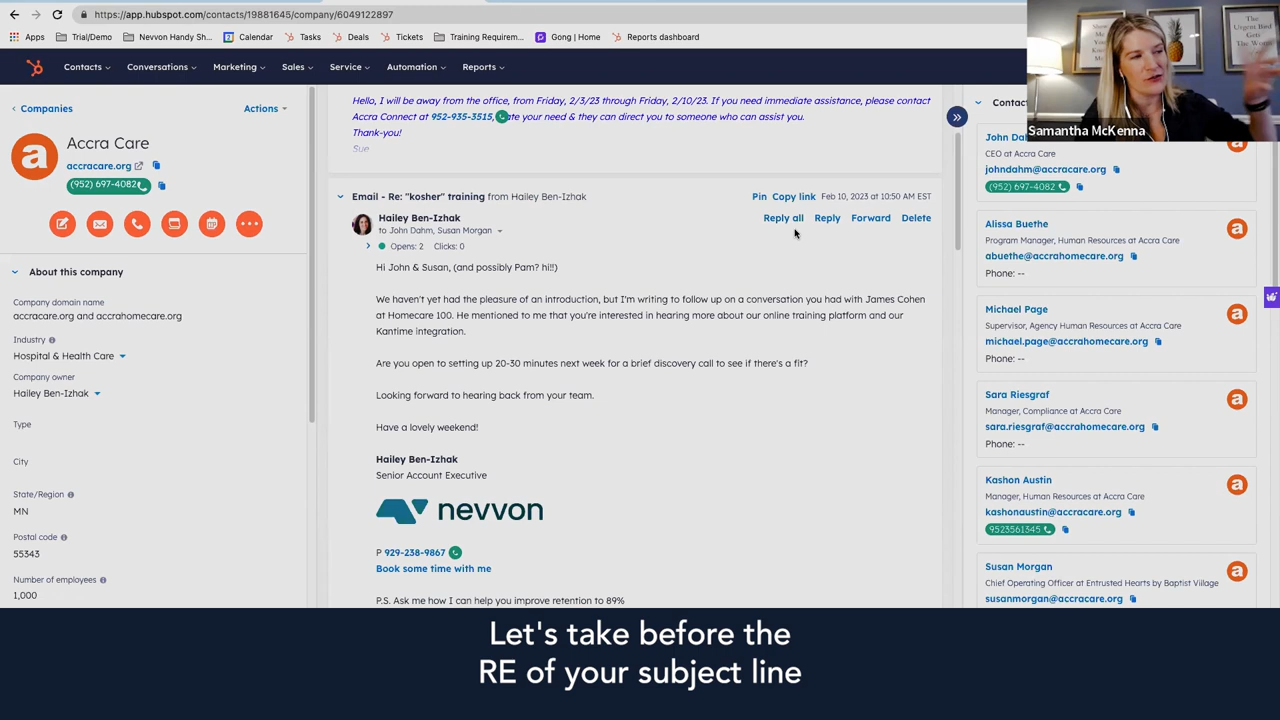 app.hubspot.com/contacts/19881645/company/6049122897
Apps
Trial/Demo
Nevvon Handy Sh...
Calendar
Tasks
Deals
Tickets
Training Requirem...
Gong | Home
Reports dashboard
Contacts
Conversations
Marketing
Sales
Service
Automation
Reports
Companies
Actions
Accra Care
accracare.org
(952) 697-4082
About this company
Company domain name
accracare.org and accrahomecare.org
Industry
Hospital & Health Care
Company owner
Hailey Ben-Izhak
Type
City
State/Region
MN
Postal code
55343
Number of employees
1,000
Hello, I will be away from the office, from Friday, 2/3/23 through Friday, 2/10/23. If you need immediate assistance, please contact
Accra Connect at 952-935-3515, ate your need & they can direct you to someone who can assist you.
Thank-you!
Sue
Email - Re: "kosher" training from Hailey Ben-Izhak
Pin Copy link Feb 10, 2023 at 10:50 AM EST
Hailey Ben-Izhak
Reply all Reply Forward Delete
to John Dahm, Susan Morgan
Opens: 2 Clicks: 0
Hi John & Susan, (and possibly Pam? hi!!)
We haven't yet had the pleasure of an introduction, but I'm writing to follow up on a conversation you had with James Cohen
at Homecare 100. He mentioned to me that you're interested in hearing more about our online training platform and our
Kantime integration.
Are you open to setting up 20-30 minutes next week for a brief discovery call to see if there's a fit?
Looking forward to hearing back from your team.
Have a lovely weekend!
Hailey Ben-Izhak
Senior Account Executive
nevvon
P 929-238-9867
Book some time with me
P.S. Ask me how I can help you improve retention to 89%
Contac
John Da
CEO at Accra Care
johndahm@accracare.org
(952) 697-4082
Alissa Buethe
Program Manager, Human Resources at Accra Care
abuethe@accrahomecare.org
Phone: --
Michael Page
Supervisor, Agency Human Resources at Accra Care
michael.page@accrahomecare.org
Phone: --
Sara Riesgraf
Manager, Compliance at Accra Care
sara.riesgraf@accrahomecare.org
Phone: --
Kashon Austin
Manager, Human Resources at Accra Care
kashonaustin@accracare.org
9523561345
Susan Morgan
Chief Operating Officer at Entrusted Hearts by Baptist Village
susanmorgan@accracare.org
The
Urgent Bird
Gets
The
Samantha McKenna
Let's take before the
RE of your subject line